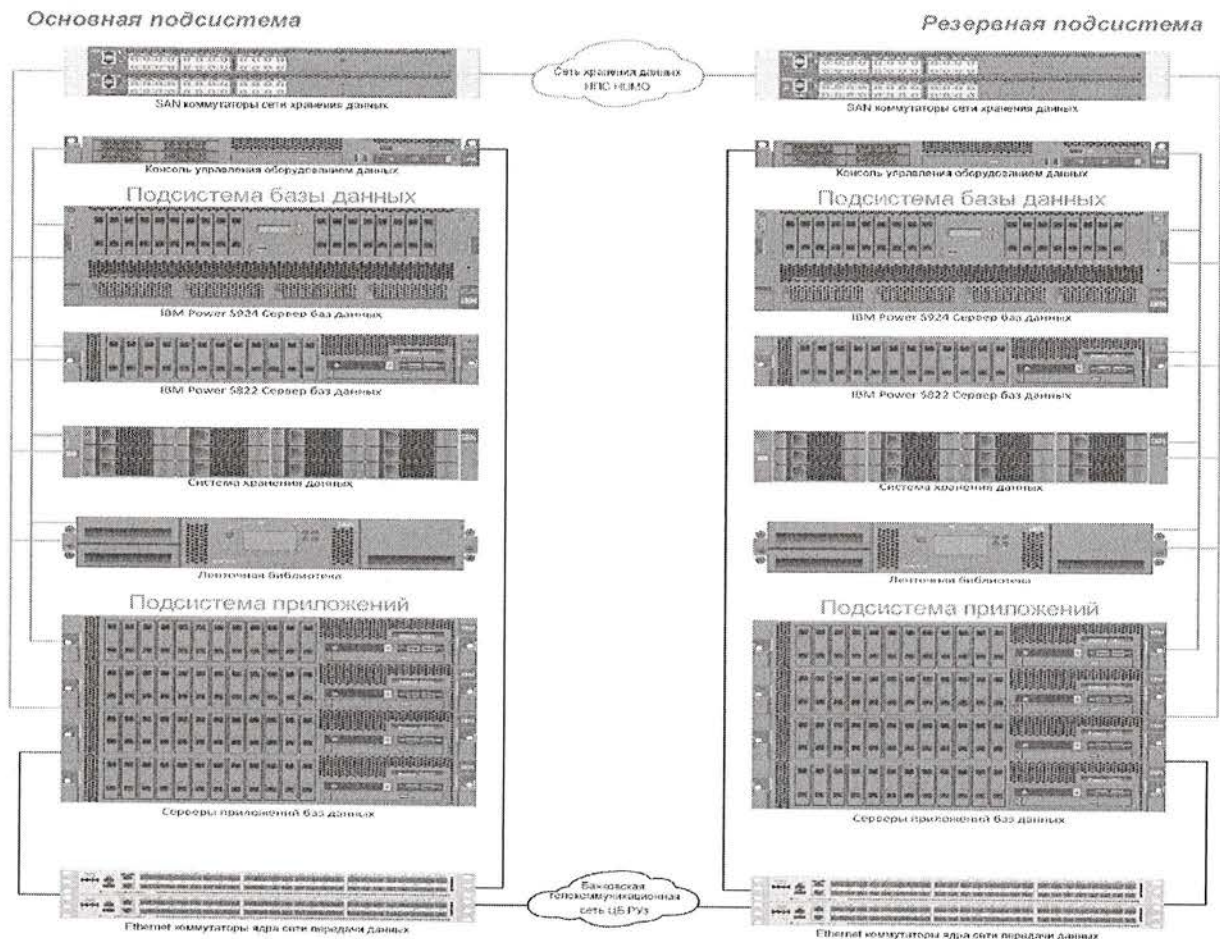 Основная подсистема
Резервная подсистема
Сеть хранения данных
НПС HUMO
SAN коммутаторы сети хранения данных
SAN коммутаторы сети хранения данных
Консоль управления оборудованием данных
Консоль управления оборудованием данных
Подсистема базы данных
Подсистема базы данных
IBM Power S924 Сервер баз данных
IBM Power S924 Сервер баз данных
IBM Power S822 Сервер баз данных
IBM Power S822 Сервер баз данных
Система хранения данных
Система хранения данных
Ленточная библиотека
Ленточная библиотека
Подсистема приложений
Подсистема приложений
Серверы приложений баз данных
Серверы приложений баз данных
Банковская
телекоммуникационная
сеть ЦБ РУз
Ethernet коммутаторы ядра сети передачи данных
Ethernet коммутаторы ядра сети передачи данных